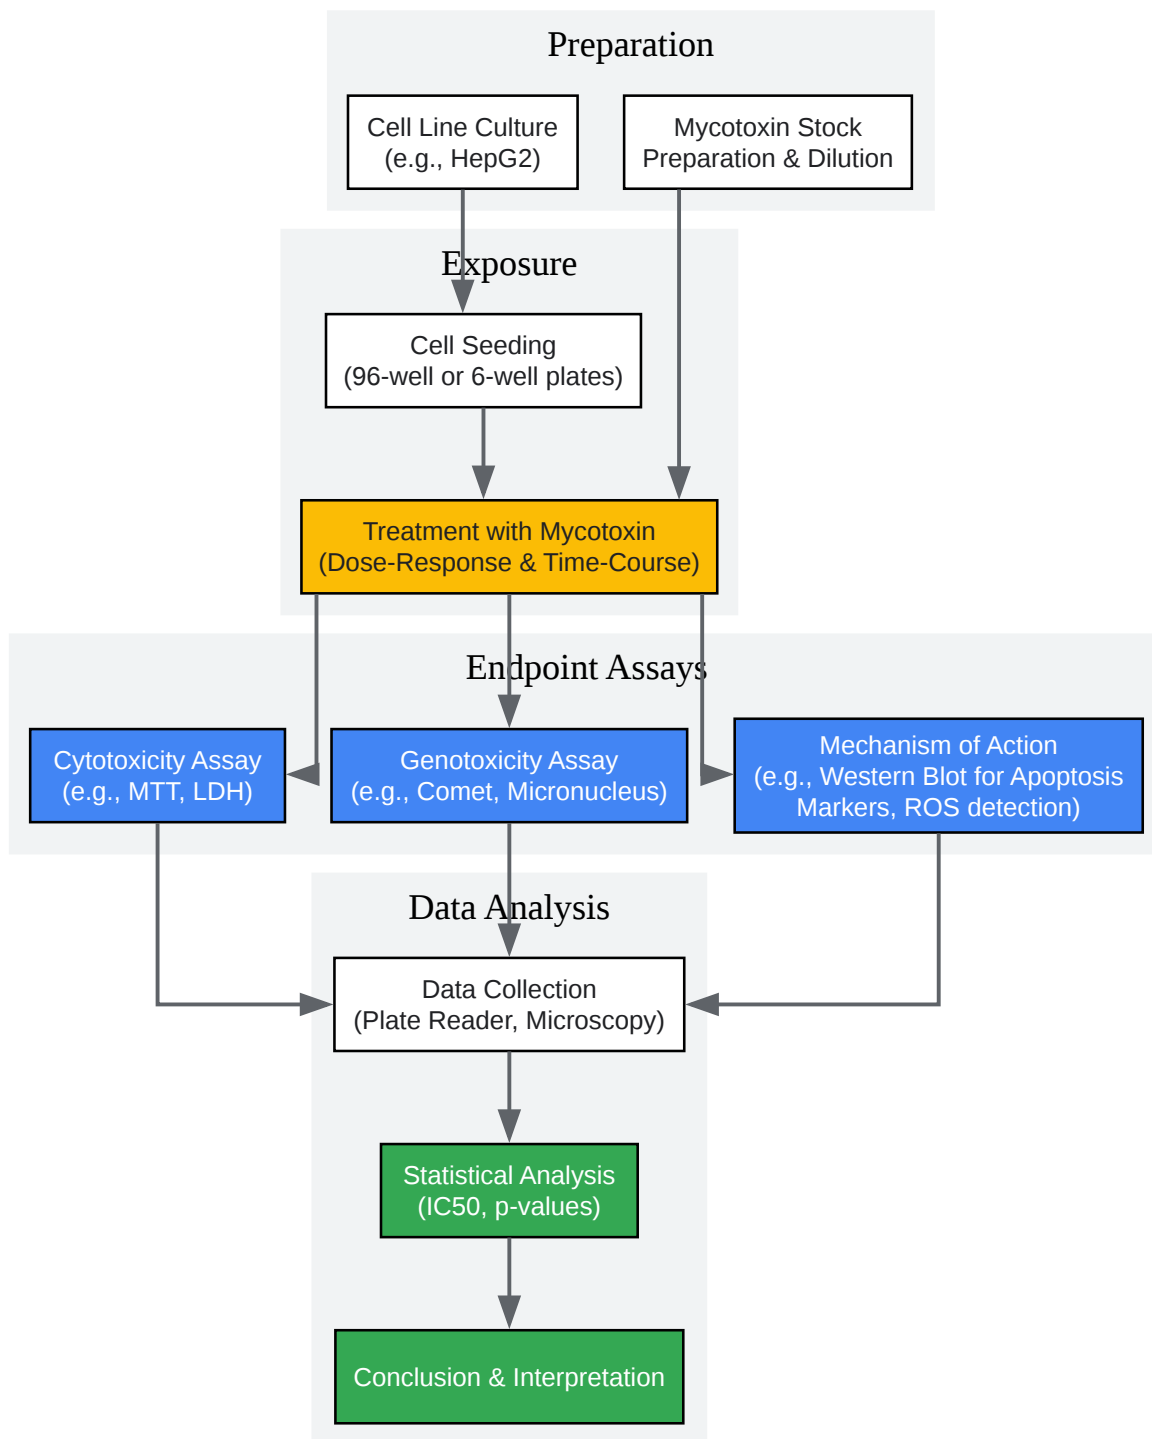 Preparation
Cell Line Culture
(e.g., HepG2)
Mycotoxin Stock
Preparation & Dilution
Exposure
Cell Seeding
(96-well or 6-well plates)
Treatment with Mycotoxin
(Dose-Response & Time-Course)
Endpoint Assays
Cytotoxicity Assay
(e.g., MTT, LDH)
Genotoxicity Assay
(e.g., Comet, Micronucleus)
Mechanism of Action
(e.g., Western Blot for Apoptosis
Markers, ROS detection)
Data Analysis
Data Collection
(Plate Reader, Microscopy)
Statistical Analysis
(IC50, p-values)
Conclusion & Interpretation